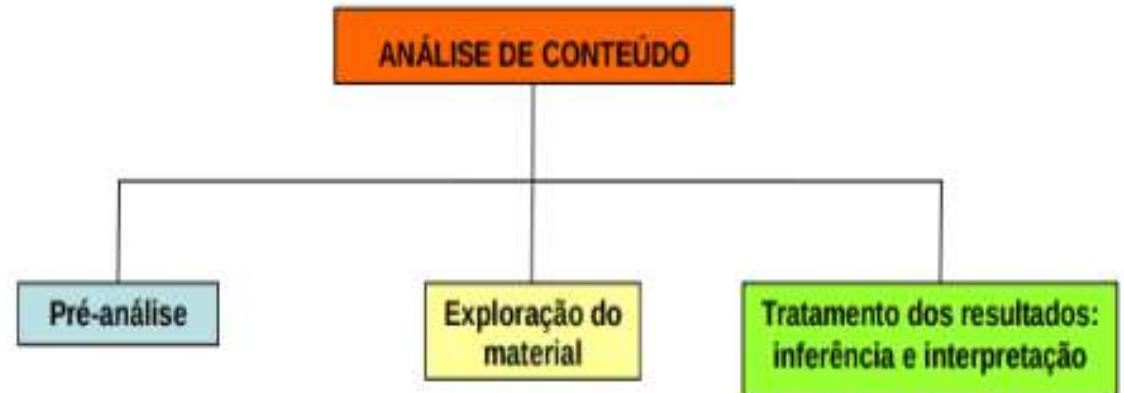 ANÁLISE DE CONTEÚDO
Pré-análise
Exploração do
material
Tratamento dos resultados:
inferência e interpretação